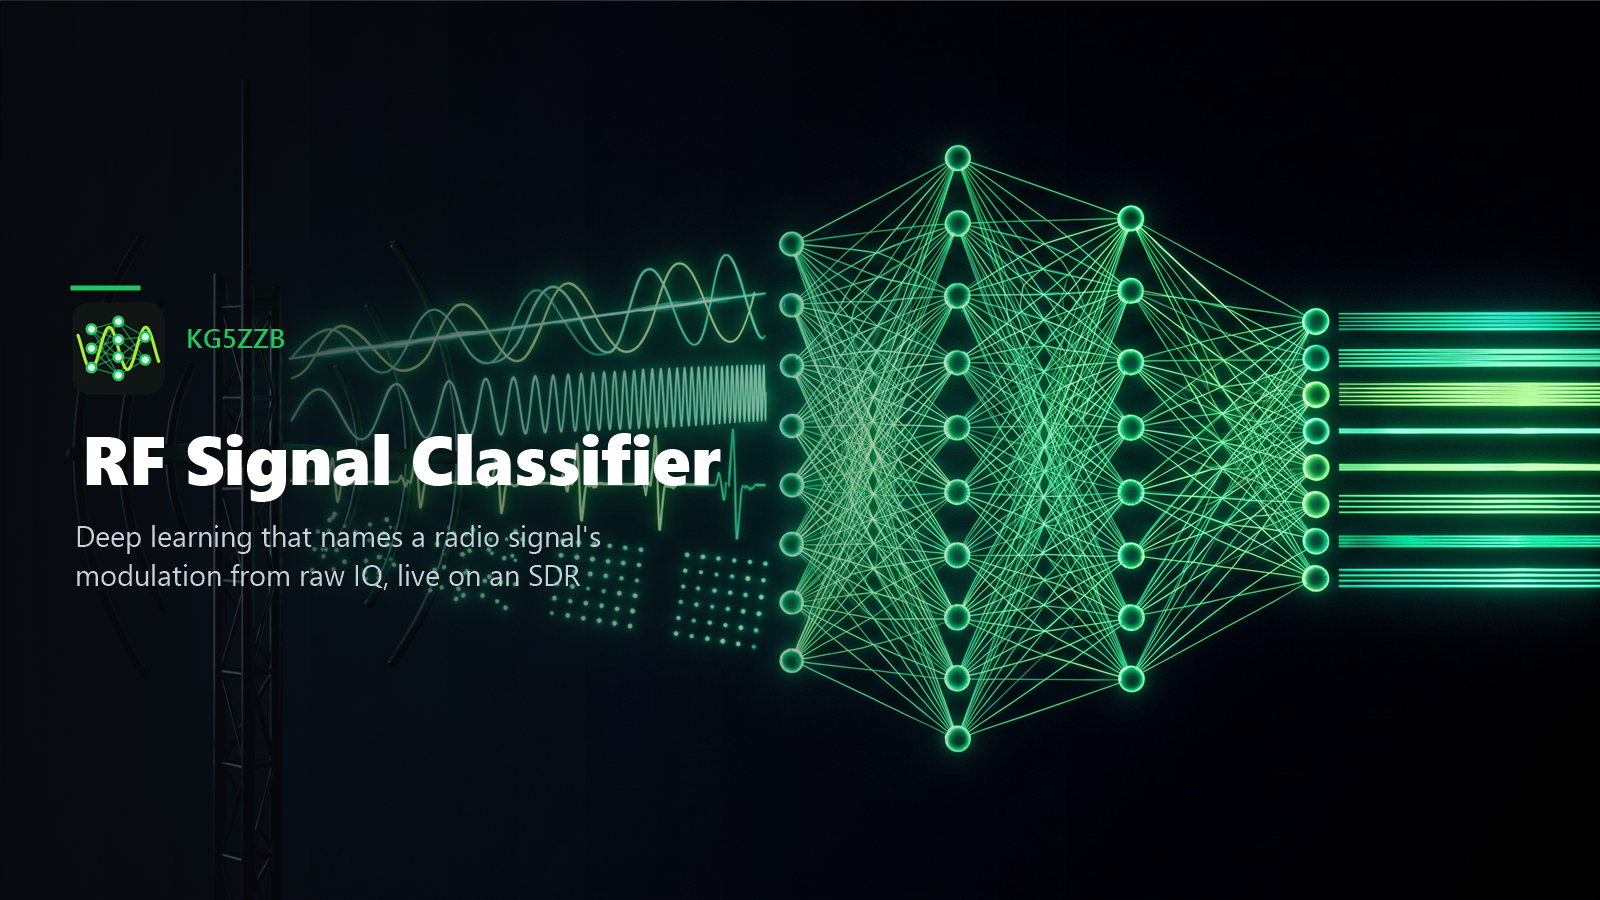 KG5ZZB
RF Signal Classifier
Deep learning that names a radio signal's
modulation from raw IQ, live on an SDR